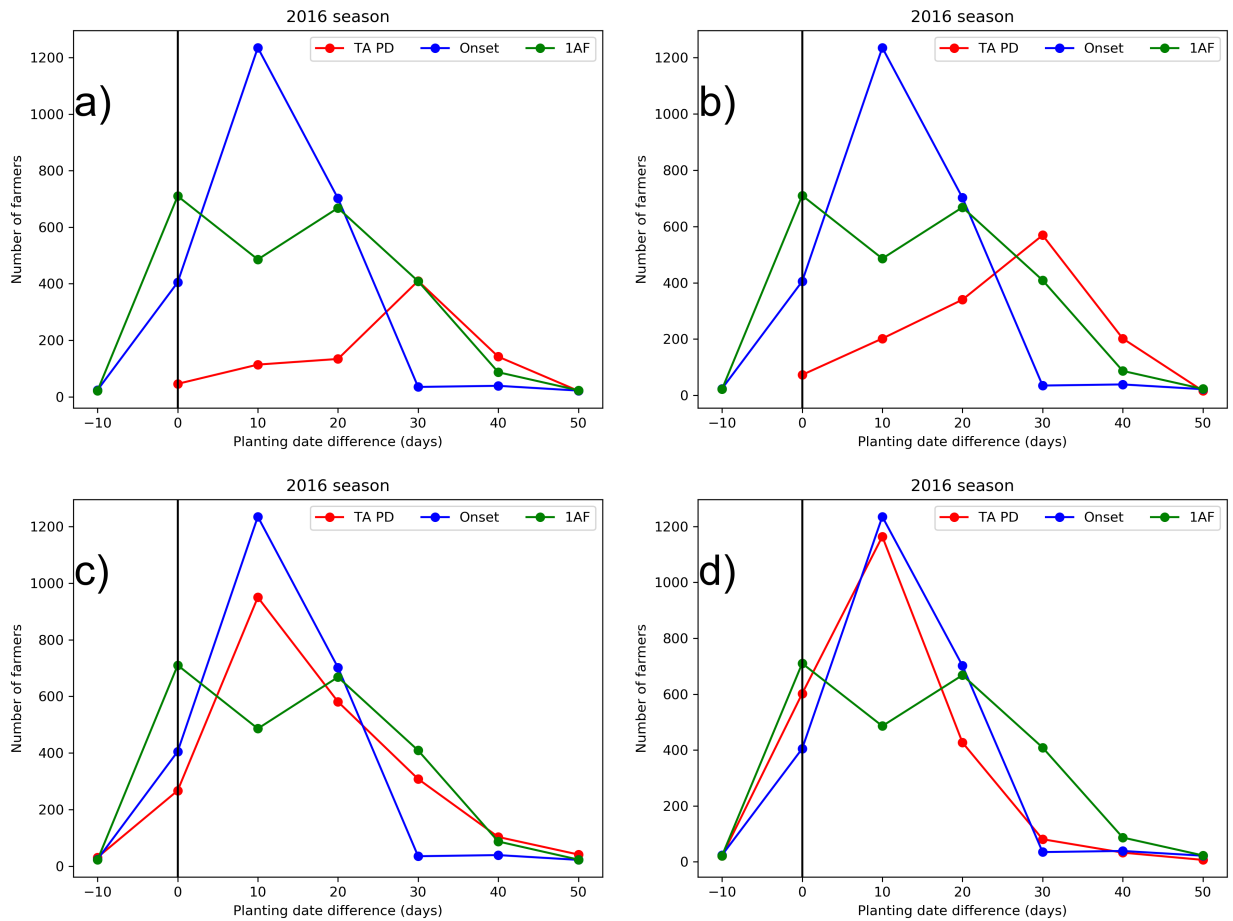 2016 season
TA PD Onset 1AF
a)
Number of farmers
1200
1000
800
600
400
200
0
−10 0 10 20 30 40 50
Planting date difference (days)
2016 season
TA PD Onset 1AF
b)
Number of farmers
1200
1000
800
600
400
200
0
−10 0 10 20 30 40 50
Planting date difference (days)
2016 season
TA PD Onset 1AF
c)
Number of farmers
1200
1000
800
600
400
200
0
−10 0 10 20 30 40 50
Planting date difference (days)
2016 season
TA PD Onset 1AF
d)
Number of farmers
1200
1000
800
600
400
200
0
−10 0 10 20 30 40 50
Planting date difference (days)